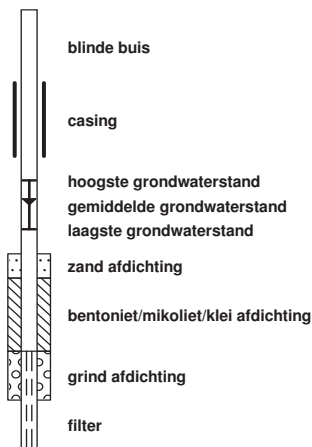 blinde buis
casing
hoogste grondwaterstand
gemiddelde grondwaterstand
laagste grondwaterstand
zand afdichting
bentoniet/mikoliet/klei afdichting
grind afdichting
filter